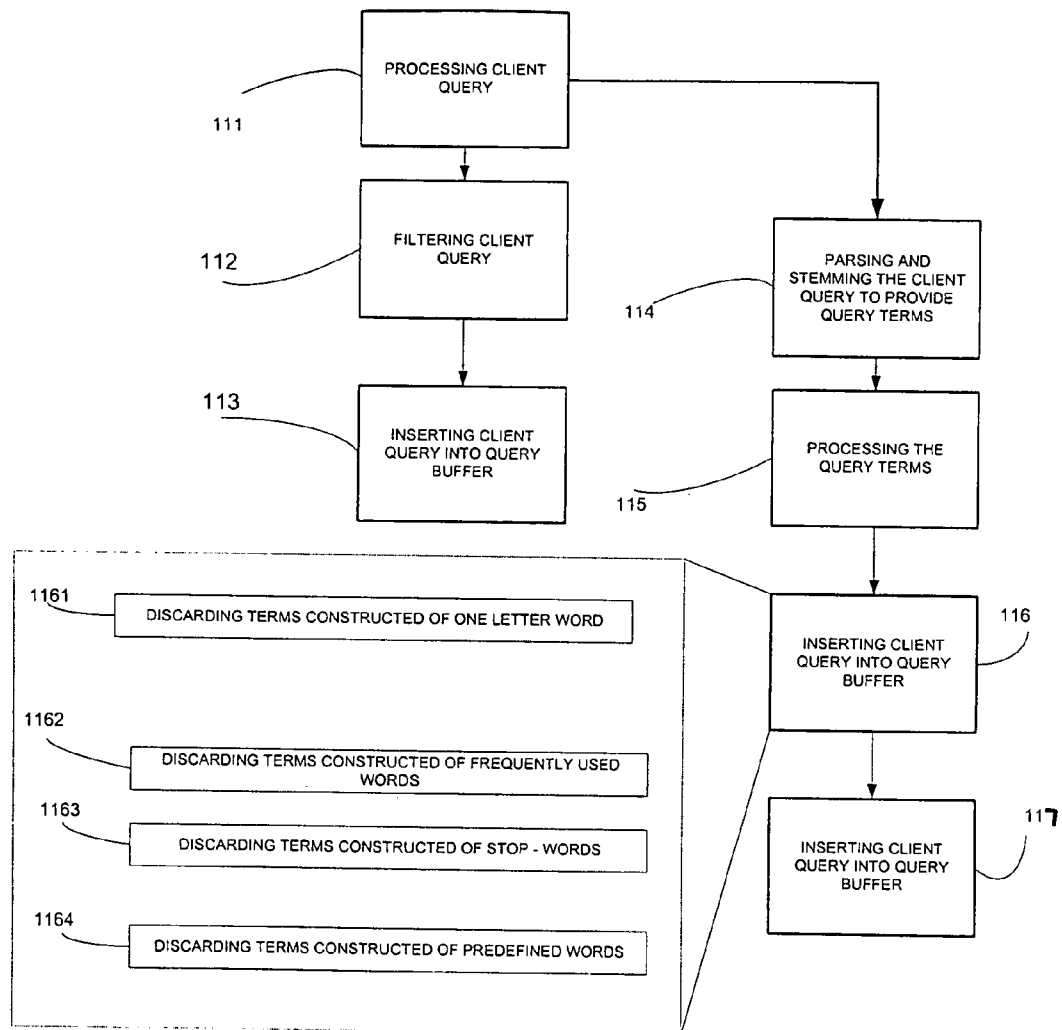 PROCESSING CLIENT
QUERY
111
FILTERING CLIENT
QUERY
112
PARSING AND
STEMMING THE CLIENT
QUERY TO PROVIDE
QUERY TERMS
114
113
INSERTING CLIENT
QUERY INTO QUERY
BUFFER
PROCESSING THE
QUERY TERMS
115
1161
DISCARDING TERMS CONSTRUCTED OF ONE LETTER WORD
116
INSERTING CLIENT
QUERY INTO QUERY
BUFFER
1162
DISCARDING TERMS CONSTRUCTED OF FREQUENTLY USED
WORDS
1163
DISCARDING TERMS CONSTRUCTED OF STOP - WORDS
117
INSERTING CLIENT
QUERY INTO QUERY
BUFFER
1164
DISCARDING TERMS CONSTRUCTED OF PREDEFINED WORDS